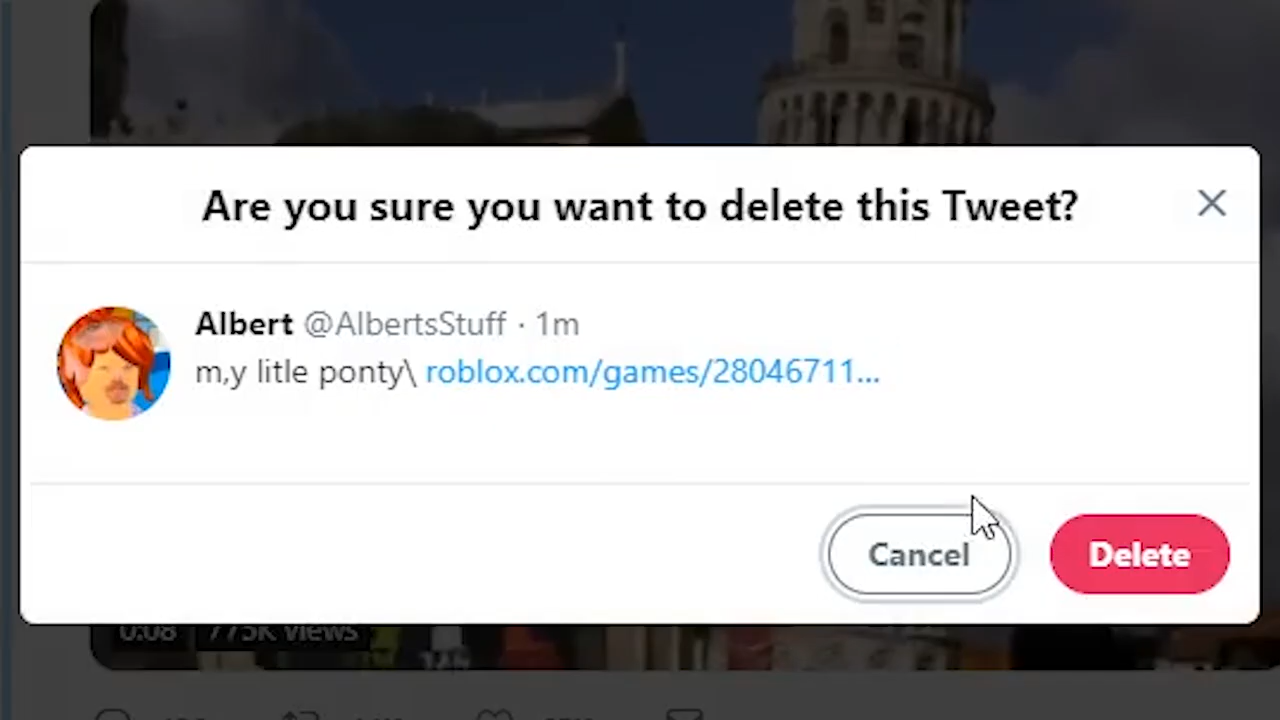 Are you sure you want to delete this Tweet?
Albert @AlbertsStuff · 1m
m,y litle ponty\ roblox.com/games/28046711...
Cancel
Delete
0:08 775K views